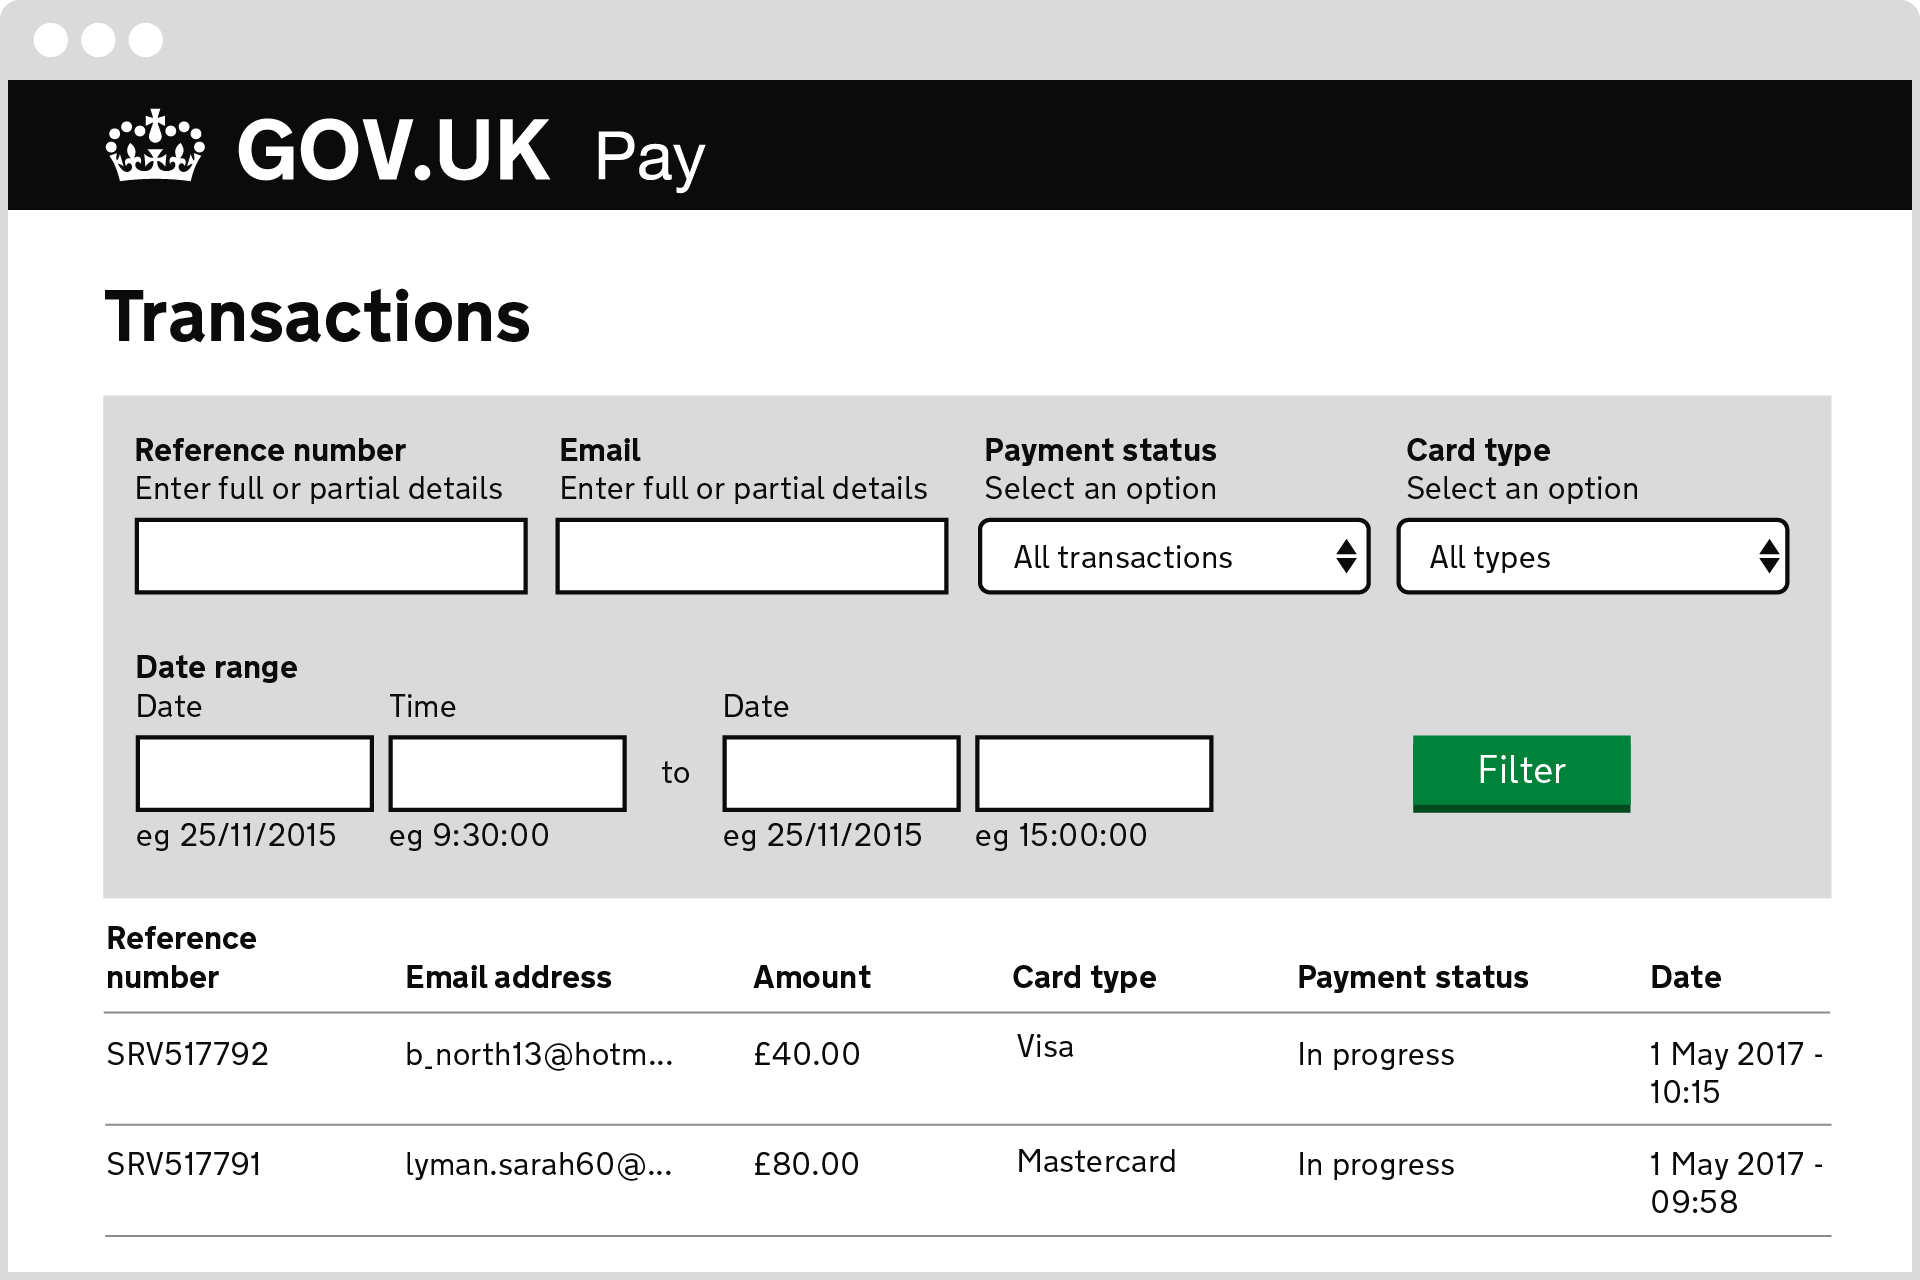 GOV.UK Pay
Transactions
Reference number Email Payment status Card type
Enter full or partial details Enter full or partial details Select an option Select an option
All transactions All types
Date range
Date Time Date
to Filter
eg 25/11/2015 eg 9:30:00 eg 25/11/2015 eg 15:00:00
Reference
number Email address Amount Card type Payment status Date
SRV517792 b_north13@hotm... £40.00 Visa In progress 1 May 2017 -
10:15
SRV517791 lyman.sarah60@... £80.00 Mastercard In progress 1 May 2017 -
09:58